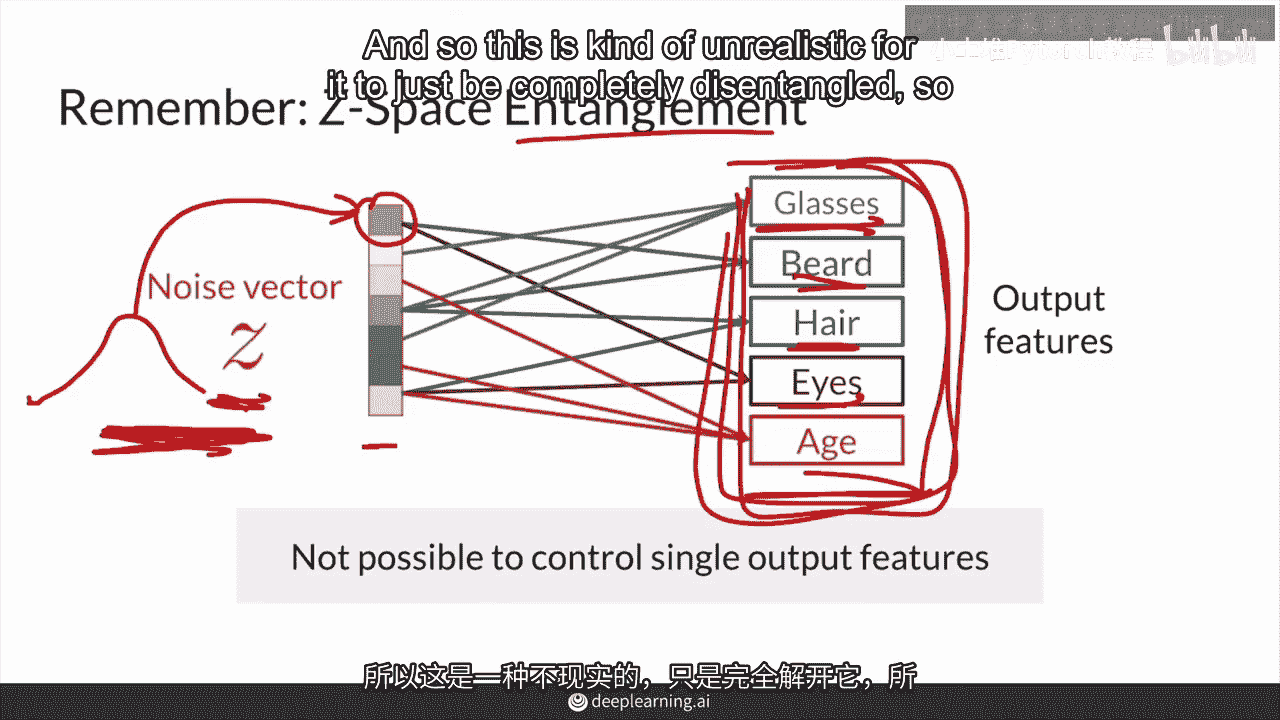 And so this is kind of unrealistic for
it to just be completely disentangled, so
Remember: Z-Space Entanglement
Noise vector
z
Glasses
Beard
Hair
Eyes
Age
Output
features
Not possible to control single output features
所以这是一种不现实的，只是完全解开它，所
deeplearning.ai